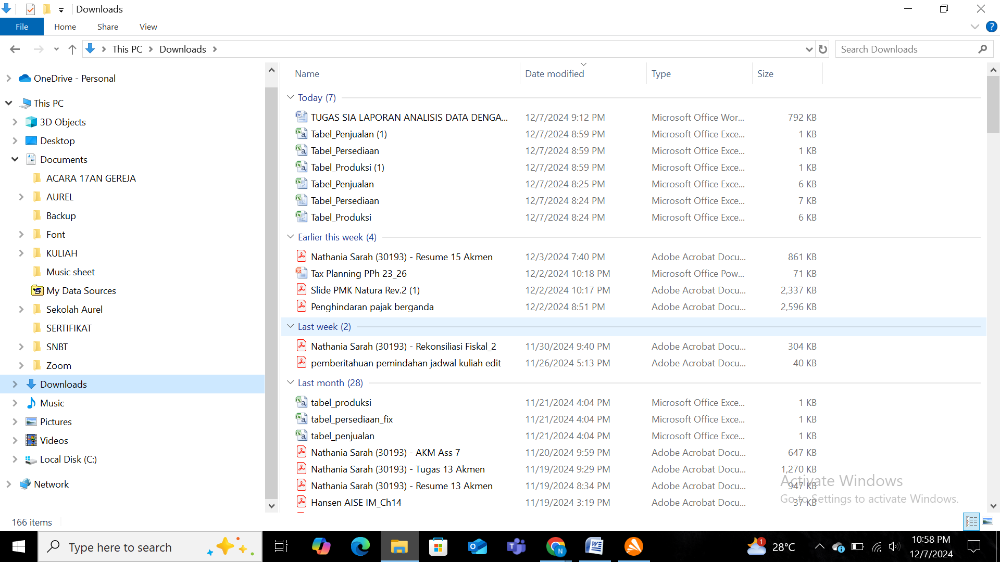 Downloads
File Home Share View
This PC Downloads
Search Downloads
OneDrive - Personal
This PC
3D Objects
Desktop
Documents
ACARA 17AN GEREJA
AUREL
Backup
Font
KULIAH
Music sheet
My Data Sources
Sekolah Aurel
SERTIFIKAT
SNBT
Zoom
Downloads
Music
Pictures
Videos
Local Disk (C:)
Network
Name Date modified Type Size
Today (7)
TUGAS SIA LAPORAN ANALISIS DATA DENGA... 12/7/2024 9:12 PM Microsoft Office Wor... 792 KB
Tabel_Penjualan (1) 12/7/2024 8:59 PM Microsoft Office Exce... 1 KB
Tabel_Persediaan 12/7/2024 8:59 PM Microsoft Office Exce... 1 KB
Tabel_Produksi (1) 12/7/2024 8:59 PM Microsoft Office Exce... 1 KB
Tabel_Penjualan 12/7/2024 8:25 PM Microsoft Office Exce... 6 KB
Tabel_Persediaan 12/7/2024 8:24 PM Microsoft Office Exce... 7 KB
Tabel_Produksi 12/7/2024 8:24 PM Microsoft Office Exce... 6 KB
Earlier this week (4)
Nathania Sarah (30193) - Resume 15 Akmen 12/3/2024 7:40 PM Adobe Acrobat Docu... 861 KB
Tax Planning PPh 23_26 12/2/2024 10:18 PM Microsoft Office Pow... 71 KB
Slide PMK Natura Rev.2 (1) 12/2/2024 10:17 PM Adobe Acrobat Docu... 2,337 KB
Penghindaran pajak berganda 12/2/2024 8:51 PM Adobe Acrobat Docu... 2,596 KB
Last week (2)
Nathania Sarah (30193) - Rekonsiliasi Fiskal_2 11/30/2024 9:40 PM Adobe Acrobat Docu... 304 KB
pemberitahuan pemindahan jadwal kuliah edit 11/26/2024 5:13 PM Adobe Acrobat Docu... 40 KB
Last month (28)
tabel_produksi 11/21/2024 4:04 PM Microsoft Office Exce... 1 KB
tabel_persediaan_fix 11/21/2024 4:04 PM Microsoft Office Exce... 1 KB
tabel_penjualan 11/21/2024 4:04 PM Microsoft Office Exce... 1 KB
Nathania Sarah (30193) - AKM Ass 7 11/20/2024 9:59 PM Adobe Acrobat Docu... 647 KB
Nathania Sarah (30193) - Tugas 13 Akmen 11/19/2024 9:29 PM Adobe Acrobat Docu... 1,270 KB
Nathania Sarah (30193) - Resume 13 Akmen 11/19/2024 8:34 PM Adobe Acrobat Docu... 947 KB
Hansen AISE IM_Ch14 11/19/2024 3:19 PM Adobe Acrobat Docu... 37 KB
Activate Windows
Go to Settings to activate Windows.
166 items
Type here to search
1
28°C
10:58 PM
12/7/2024